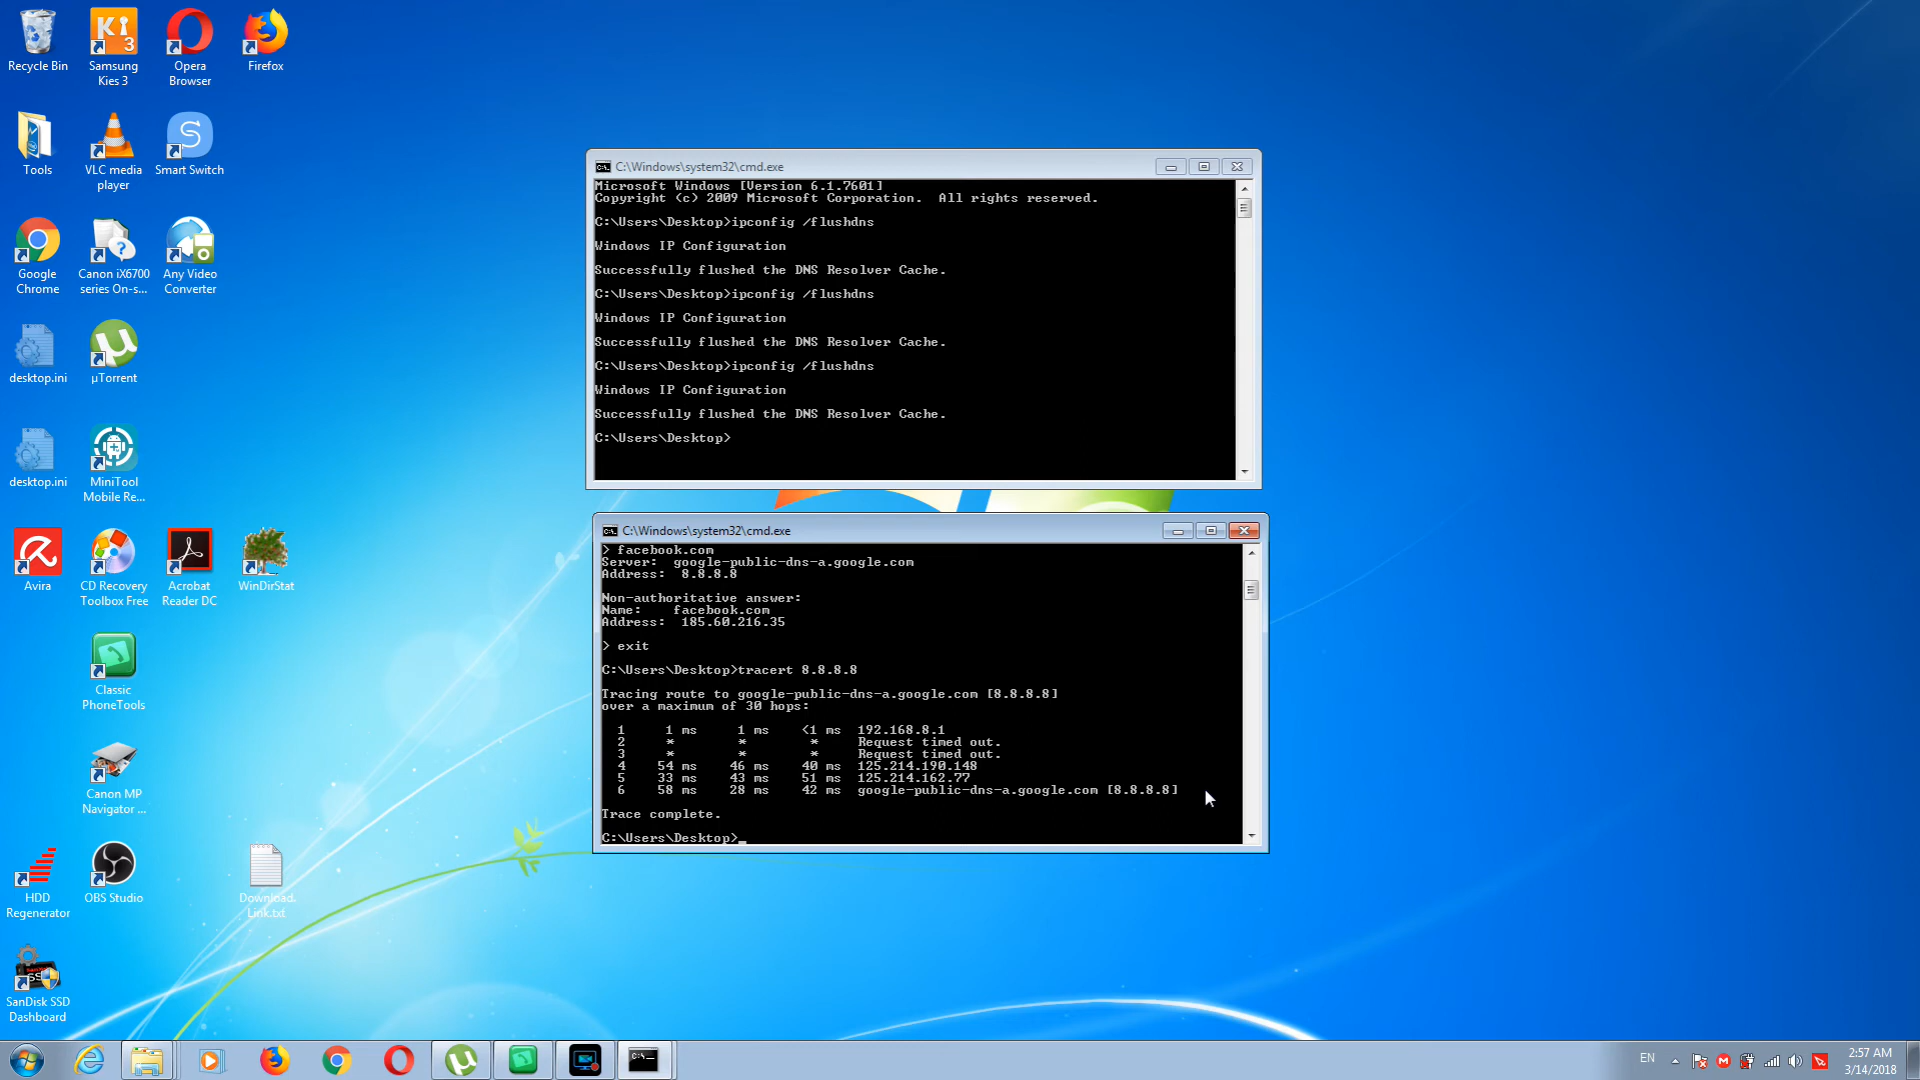 Recycle Bin
Samsung
Kies 3
Opera
Browser
Firefox
Tools
VLC media
player
Smart Switch
Google
Chrome
Canon iX6700
series On-s...
Any Video
Converter
desktop.ini
µTorrent
desktop.ini
MiniTool
Mobile Re...
Avira
CD Recovery
Toolbox Free
Acrobat
Reader DC
WinDirStat
Classic
PhoneTools
Canon MP
Navigator ...
HDD
Regenerator
OBS Studio
Download.
Link.txt
SanDisk SSD
Dashboard
C:\Windows\system32\cmd.exe
Microsoft Windows [Version 6.1.7601]
Copyright (c) 2009 Microsoft Corporation.  All rights reserved.
C:\Users\Desktop>ipconfig /flushdns
Windows IP Configuration
Successfully flushed the DNS Resolver Cache.
C:\Users\Desktop>ipconfig /flushdns
Windows IP Configuration
Successfully flushed the DNS Resolver Cache.
C:\Users\Desktop>ipconfig /flushdns
Windows IP Configuration
Successfully flushed the DNS Resolver Cache.
C:\Users\Desktop>
C:\Windows\system32\cmd.exe
> facebook.com
Server:  google-public-dns-a.google.com
Address:  8.8.8.8
Non-authoritative answer:
Name:    facebook.com
Address:  185.60.216.35
> exit
C:\Users\Desktop>tracert 8.8.8.8
Tracing route to google-public-dns-a.google.com [8.8.8.8]
over a maximum of 30 hops:
1     1 ms     1 ms    <1 ms  192.168.8.1
2     *        *        *     Request timed out.
3     *        *        *     Request timed out.
4    54 ms    46 ms    40 ms  125.214.190.148
5    33 ms    43 ms    51 ms  125.214.162.77
6    58 ms    28 ms    42 ms  google-public-dns-a.google.com [8.8.8.8]
Trace complete.
C:\Users\Desktop>_
EN
2:57 AM
3/14/2018